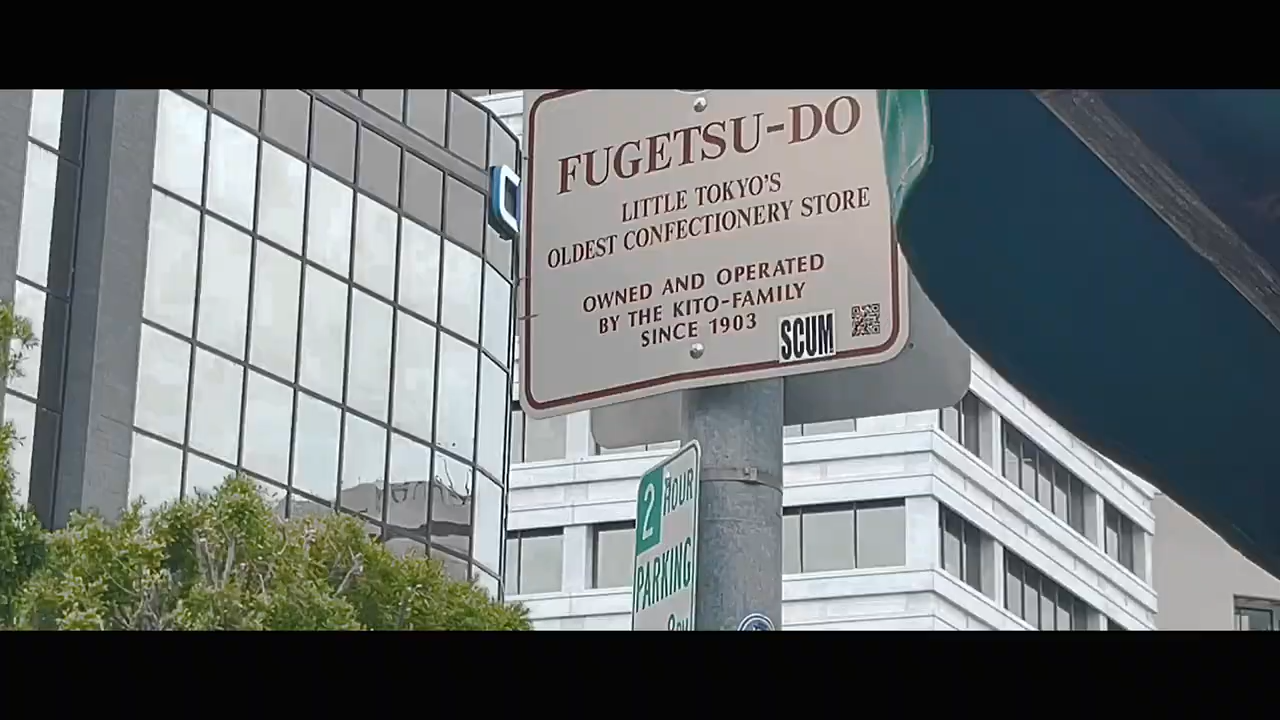 FUGETSU-DO
LITTLE TOKYO'S
OLDEST CONFECTIONERY STORE
OWNED AND OPERATED
BY THE KITO-FAMILY
SINCE 1903
SCUM
2 HOUR
PARKING